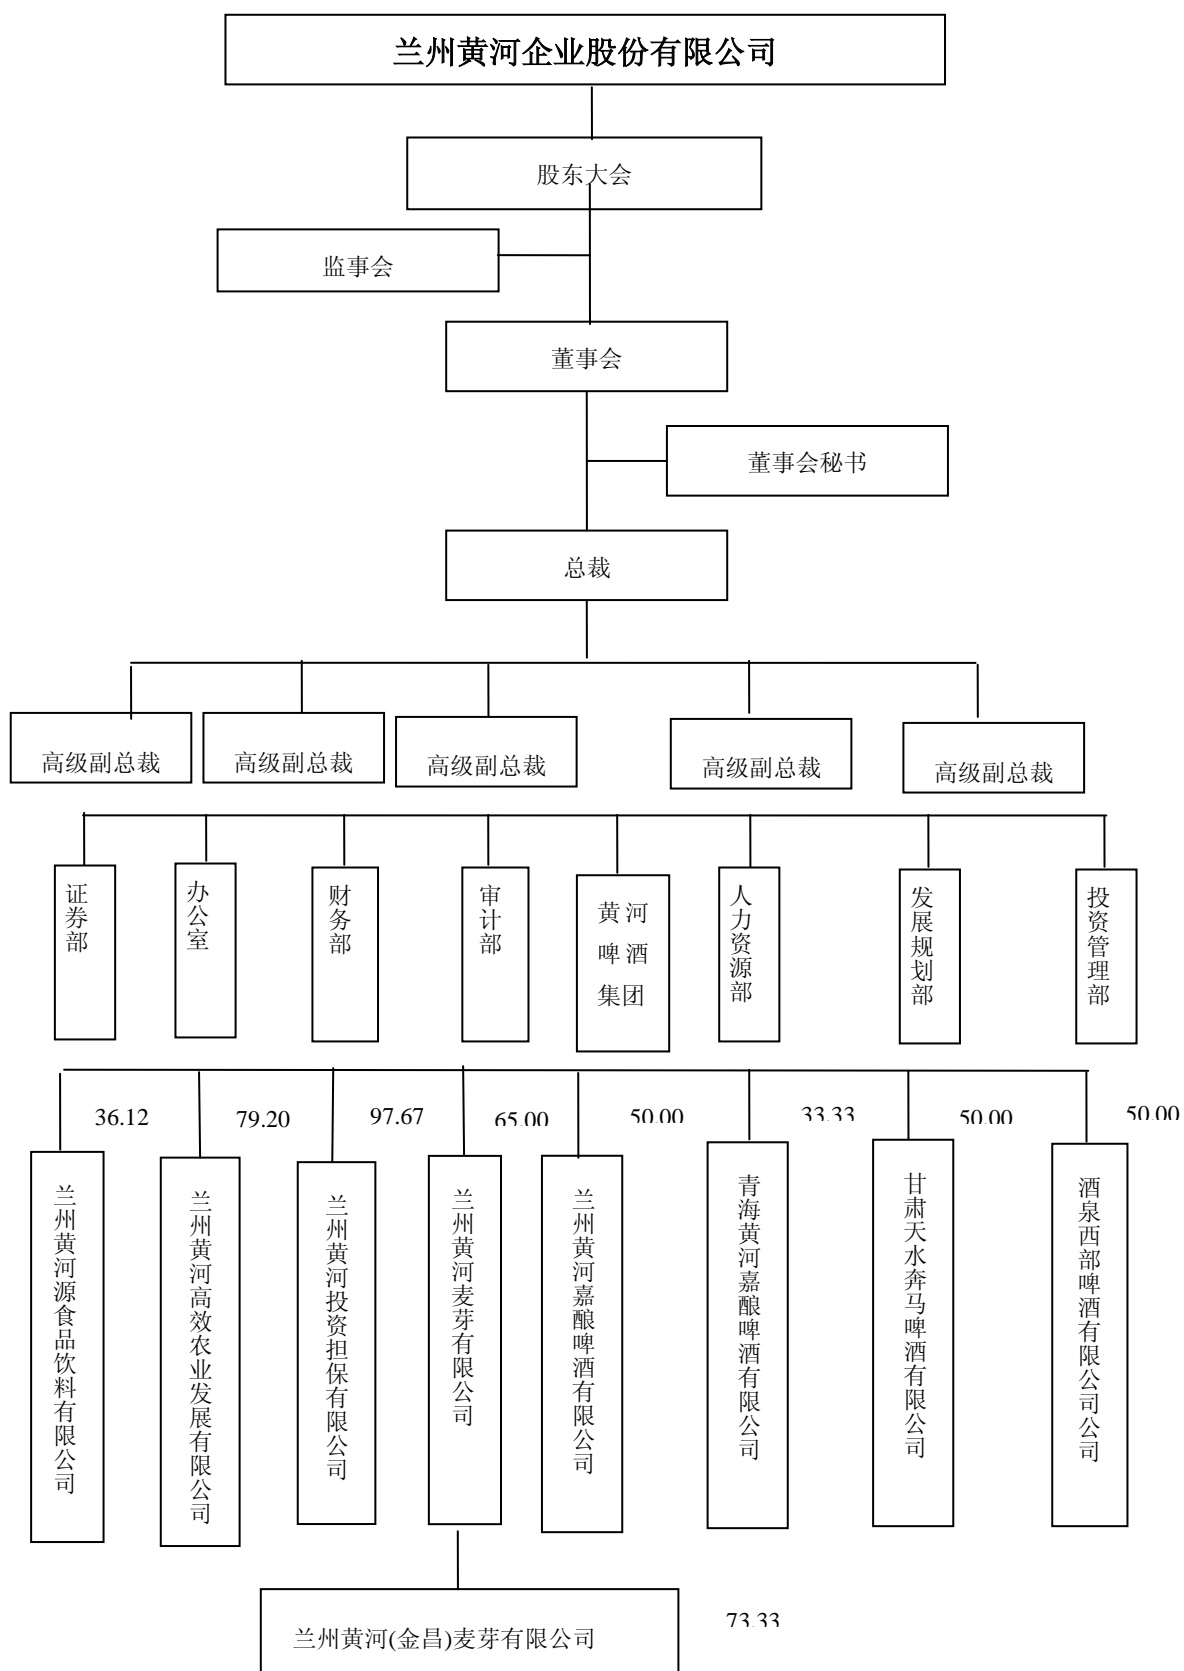 兰州黄河企业股份有限公司
股东大会
监事会
董事会
董事会秘书
总裁
高级副总裁
高级副总裁
高级副总裁
高级副总裁
高级副总裁
证券部
办公室
财务部
审计部
黄河
啤酒
集团
人力资源部
发展规划部
投资管理部
36.12
79.20
97.67
65.00
50.00
33.33
50.00
50.00
兰州黄河源食品饮料有限公司
兰州黄河高效农业发展有限公司
兰州黄河投资担保有限公司
兰州黄河麦芽有限公司
兰州黄河嘉酿啤酒有限公司
青海黄河嘉酿啤酒有限公司
甘肃天水奔马啤酒有限公司
酒泉西部啤酒有限公司公司
兰州黄河(金昌)麦芽有限公司
73.33